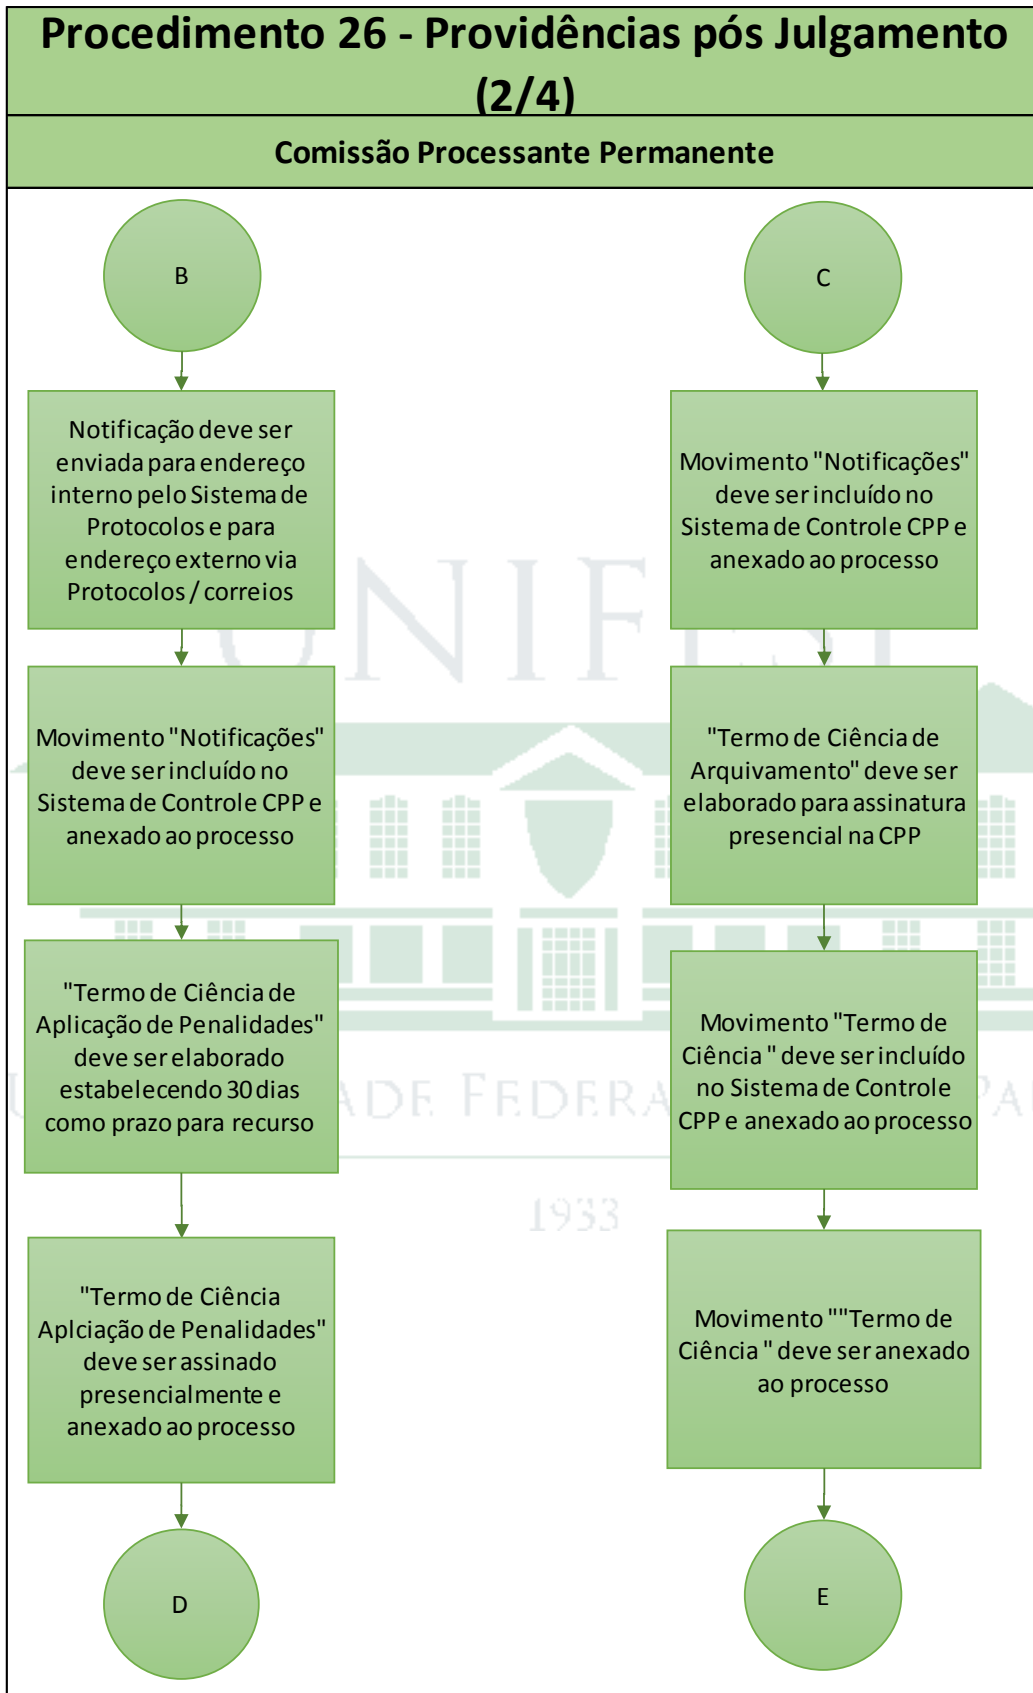 Procedimento 26 - Providências pós Julgamento
(2/4)
Comissão Processante Permanente
B
Notificação deve ser
enviada para endereço
interno pelo Sistema de
Protocolos e para
endereço externo via
Protocolos / correios
Movimento "Notificações"
deve ser incluído no
Sistema de Controle CPP e
anexado ao processo
"Termo de Ciência de
Aplicação de Penalidades"
deve ser elaborado
estabelecendo 30 dias
como prazo para recurso
"Termo de Ciência
Aplciação de Penalidades"
deve ser assinado
presencialmente e
anexado ao processo
D
C
Movimento "Notificações"
deve ser incluído no
Sistema de Controle CPP e
anexado ao processo
"Termo de Ciência de
Arquivamento" deve ser
elaborado para assinatura
presencial na CPP
Movimento "Termo de
Ciência " deve ser incluído
no Sistema de Controle
CPP e anexado ao processo
Movimento ""Termo de
Ciência " deve ser anexado
ao processo
E
1933